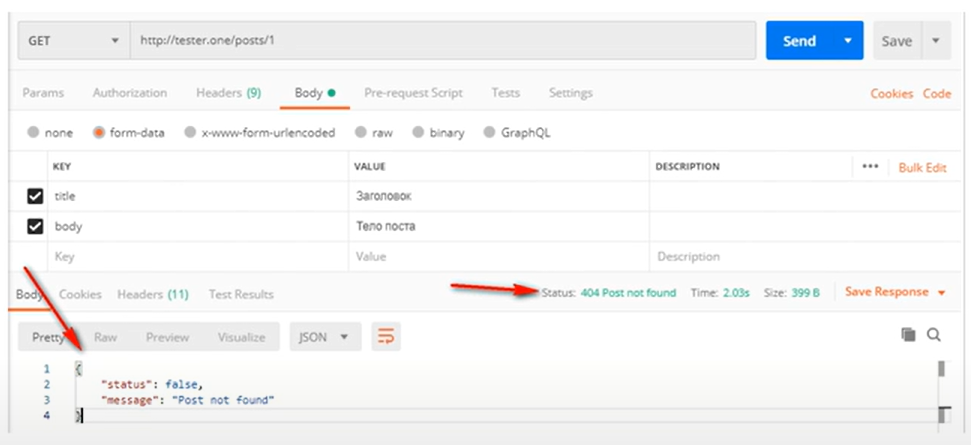 GET http://tester.one/posts/1 Send Save
Params Authorization Headers (9) Body Pre-request Script Tests Settings Cookies Code
none form-data x-www-form-urlencoded raw binary GraphQL
KEY VALUE DESCRIPTION ••• Bulk Edit
title Заголовок
body Тело поста
Key Value Description
Body Cookies Headers (11) Test Results Status: 404 Post not found Time: 2.03s Size: 399 B Save Response
Pretty Raw Preview Visualize JSON
1 {
2 "status": false,
3 "message": "Post not found"
4 }